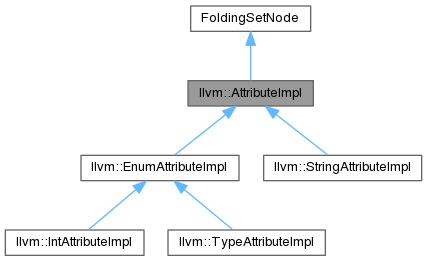 FoldingSetNode
llvm::AttributeImpl
llvm::EnumAttributeImpl
llvm::StringAttributeImpl
llvm::IntAttributeImpl
llvm::TypeAttributeImpl